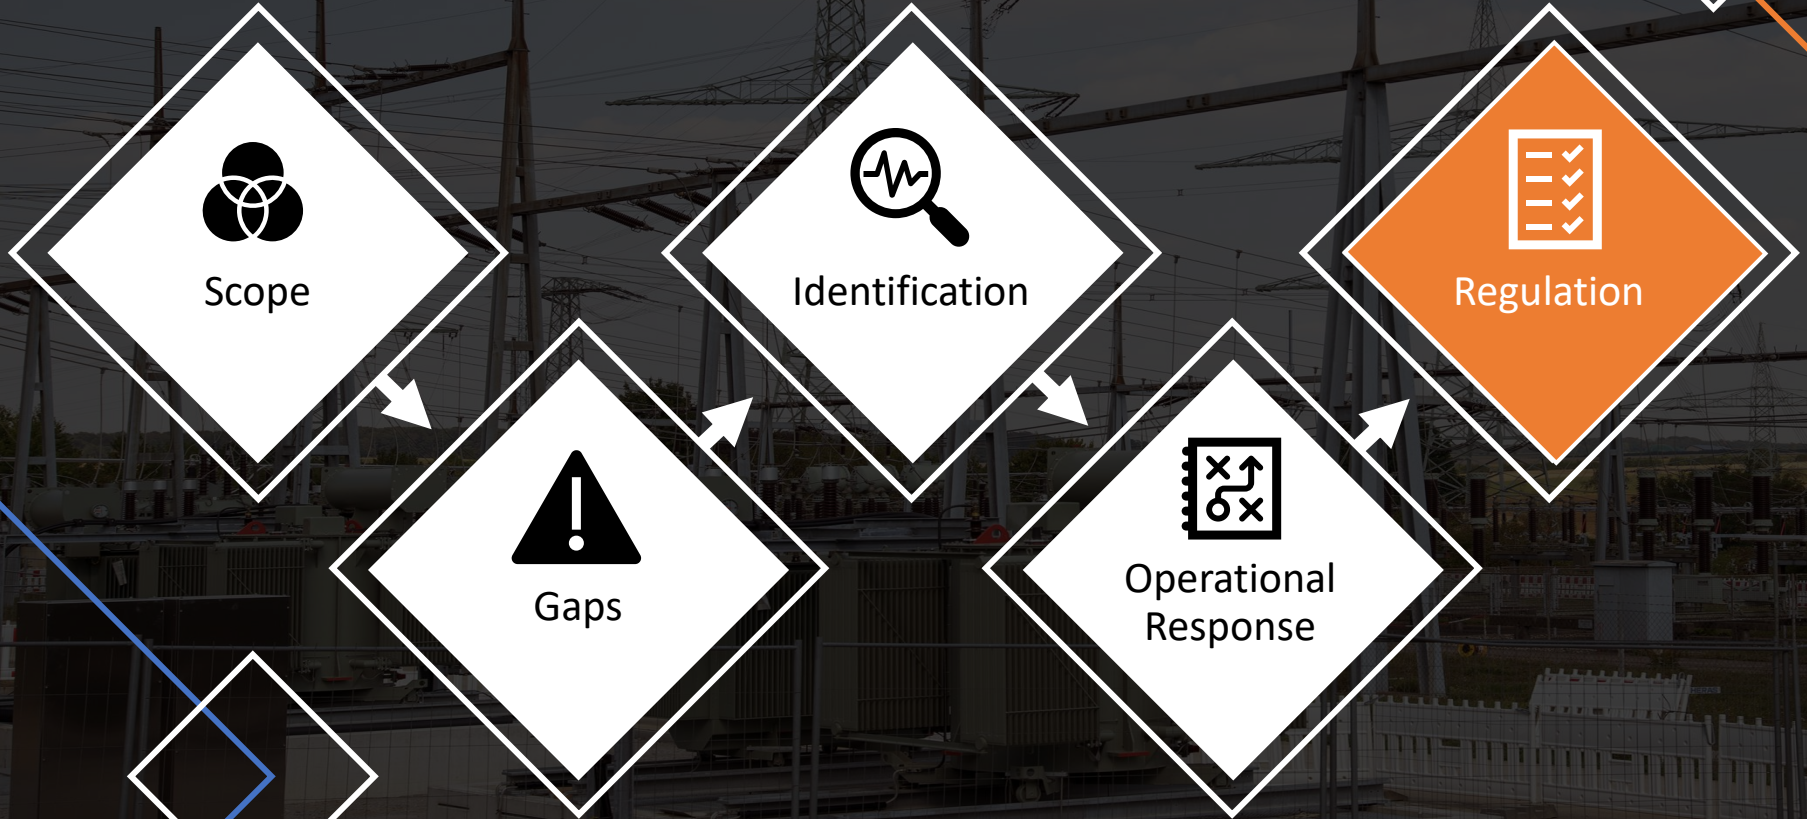 Scope
Gaps
Identification
Operational
Response
Regulation